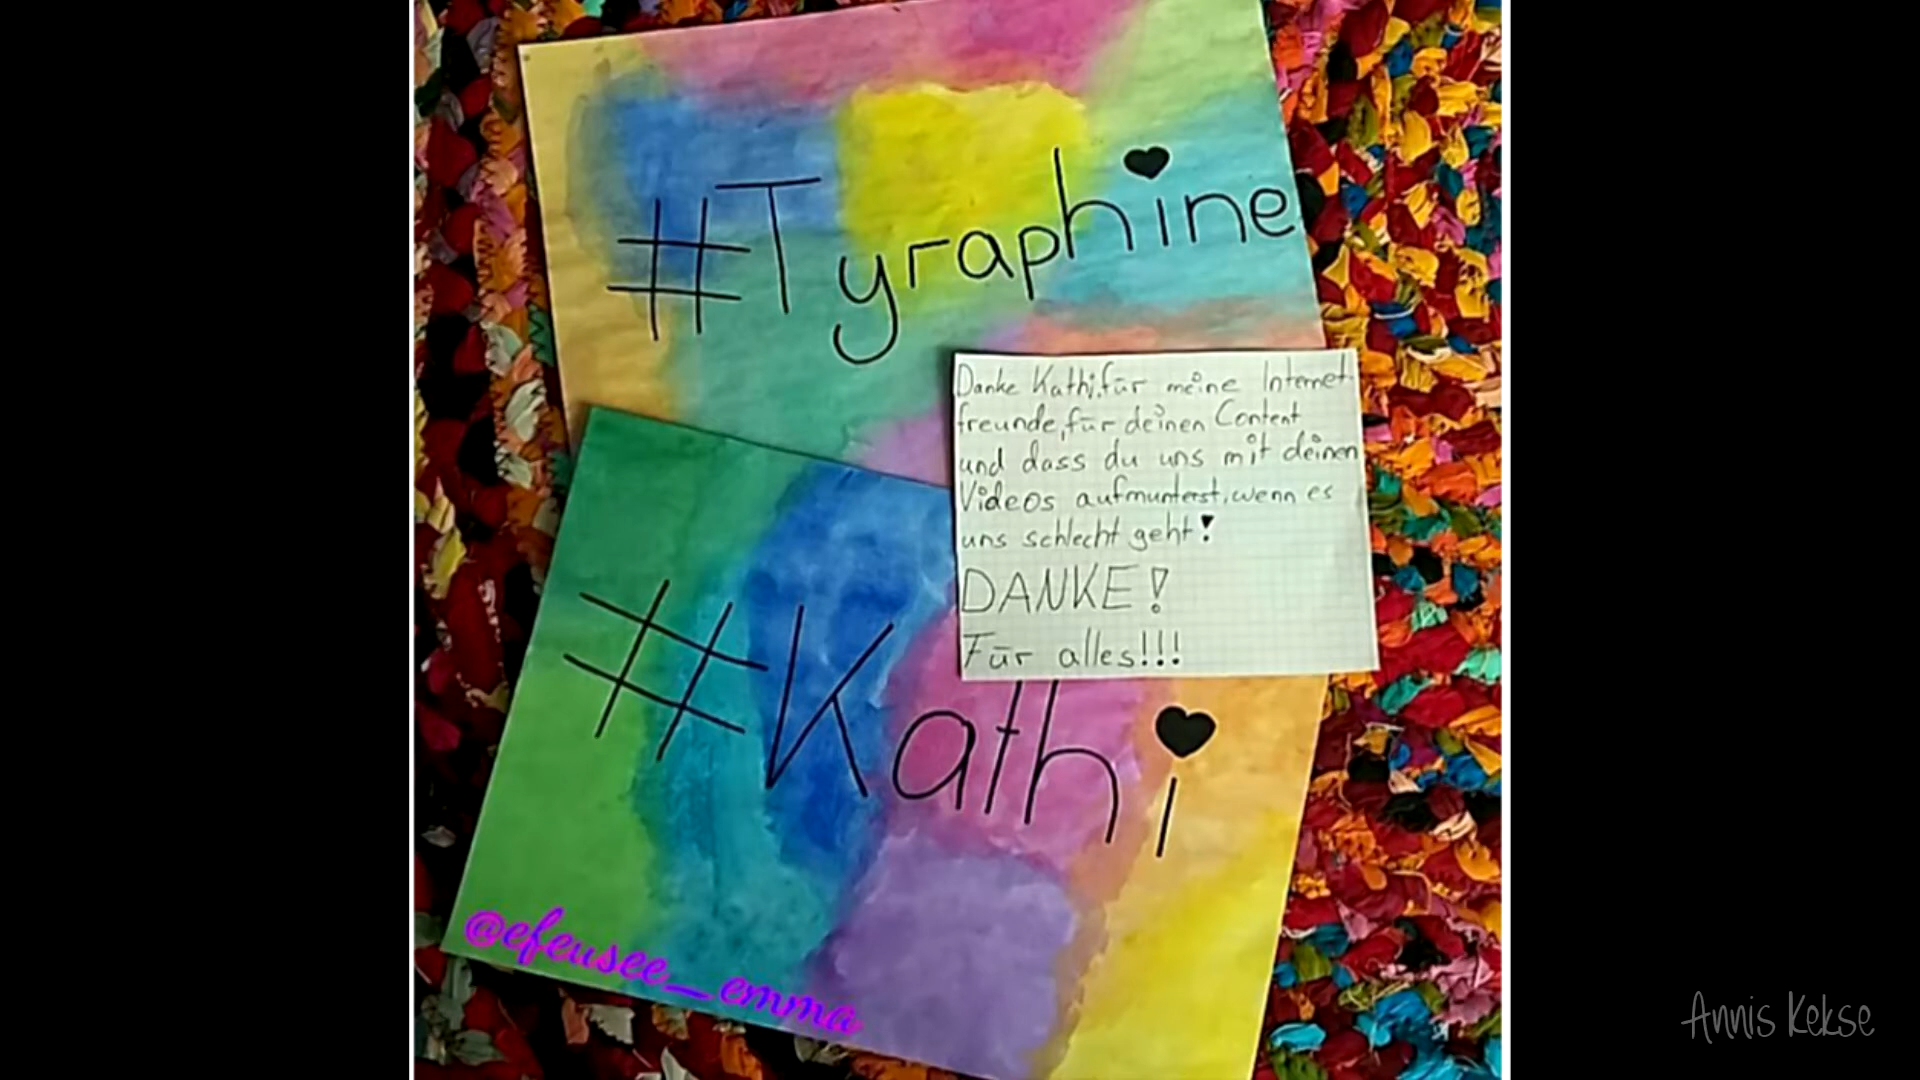 #Tyraphine
Danke Kathi, für meine Internet-
freunde, für deinen Content
und dass du uns mit deinen
Videos aufmunterst, wenn es
uns schlecht geht!
DANKE!
Für alles!!!
#Kathi
@efeusee_emma
Annis Kekse